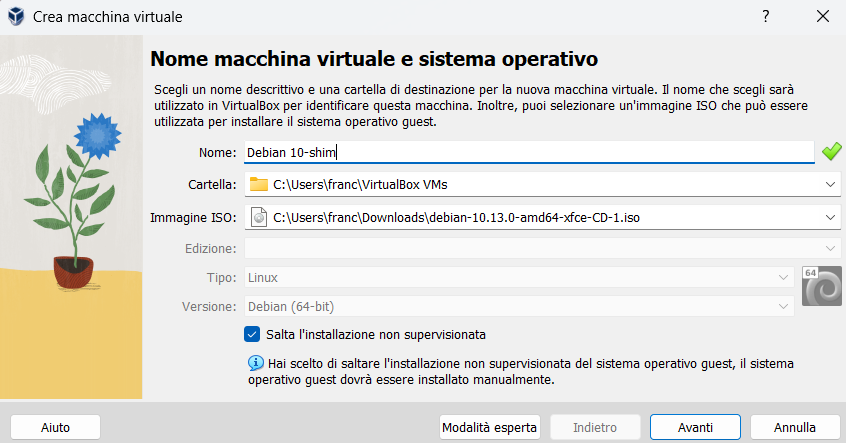 Crea macchina virtuale
?
Nome macchina virtuale e sistema operativo
Scegli un nome descrittivo e una cartella di destinazione per la nuova macchina virtuale. Il nome che scegli sarà
utilizzato in VirtualBox per identificare questa macchina. Inoltre, puoi selezionare un'immagine ISO che può essere
utilizzata per installare il sistema operativo guest.
Nome: Debian 10-shim
Cartella: C:\Users\franc\VirtualBox VMs
Immagine ISO: C:\Users\franc\Downloads\debian-10.13.0-amd64-xfce-CD-1.iso
Edizione:
Tipo: Linux
64
Versione: Debian (64-bit)
Salta l'installazione non supervisionata
Hai scelto di saltare l'installazione non supervisionata del sistema operativo guest, il sistema
operativo guest dovrà essere installato manualmente.
Aiuto Modalità esperta Indietro Avanti Annulla